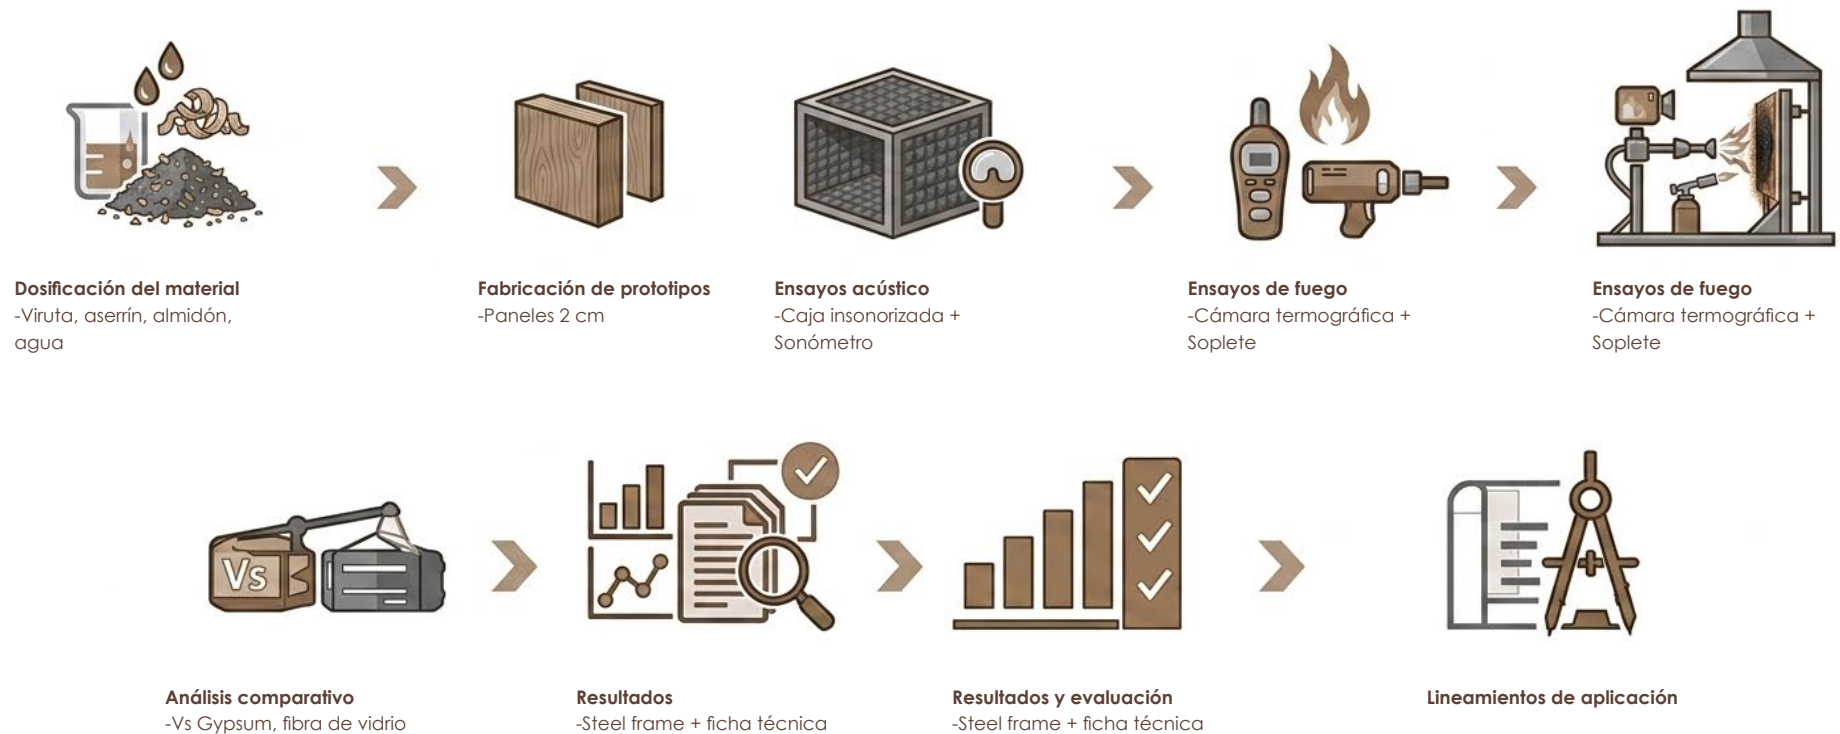 Dosificación del material
-Viruta, aserrín, almidón,
agua
Fabricación de prototipos
-Paneles 2 cm
Ensayos acústico
-Caja insonorizada +
Sonómetro
Ensayos de fuego
-Cámara termográfica +
Soplete
Ensayos de fuego
-Cámara termográfica +
Soplete
Vs
Análisis comparativo
-Vs Gypsum, fibra de vidrio
Resultados
-Steel frame + ficha técnica
Resultados y evaluación
-Steel frame + ficha técnica
Lineamientos de aplicación